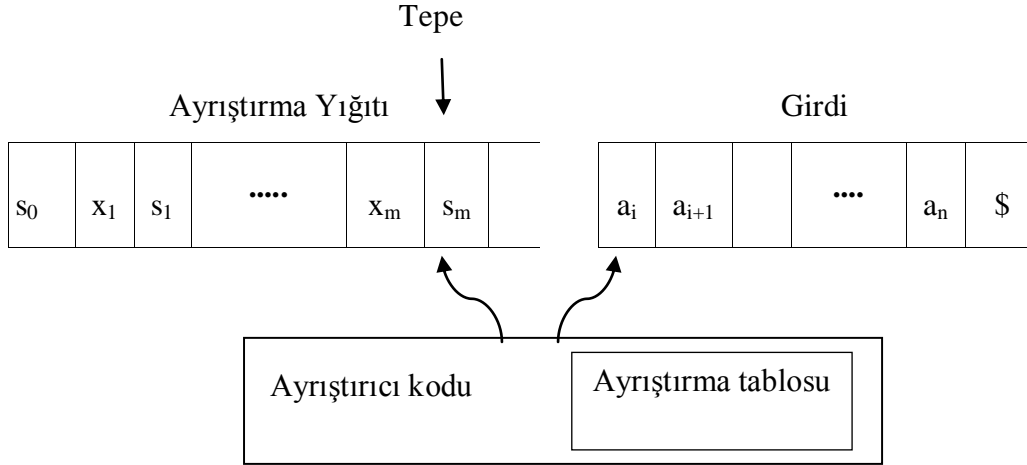 Tepe
Ayrıştırma Yığıtı
Girdi
s₀ x₁ s₁ ..... xₘ sₘ
aᵢ aᵢ₊₁ .... aₙ $
Ayrıştırıcı kodu
Ayrıştırma tablosu